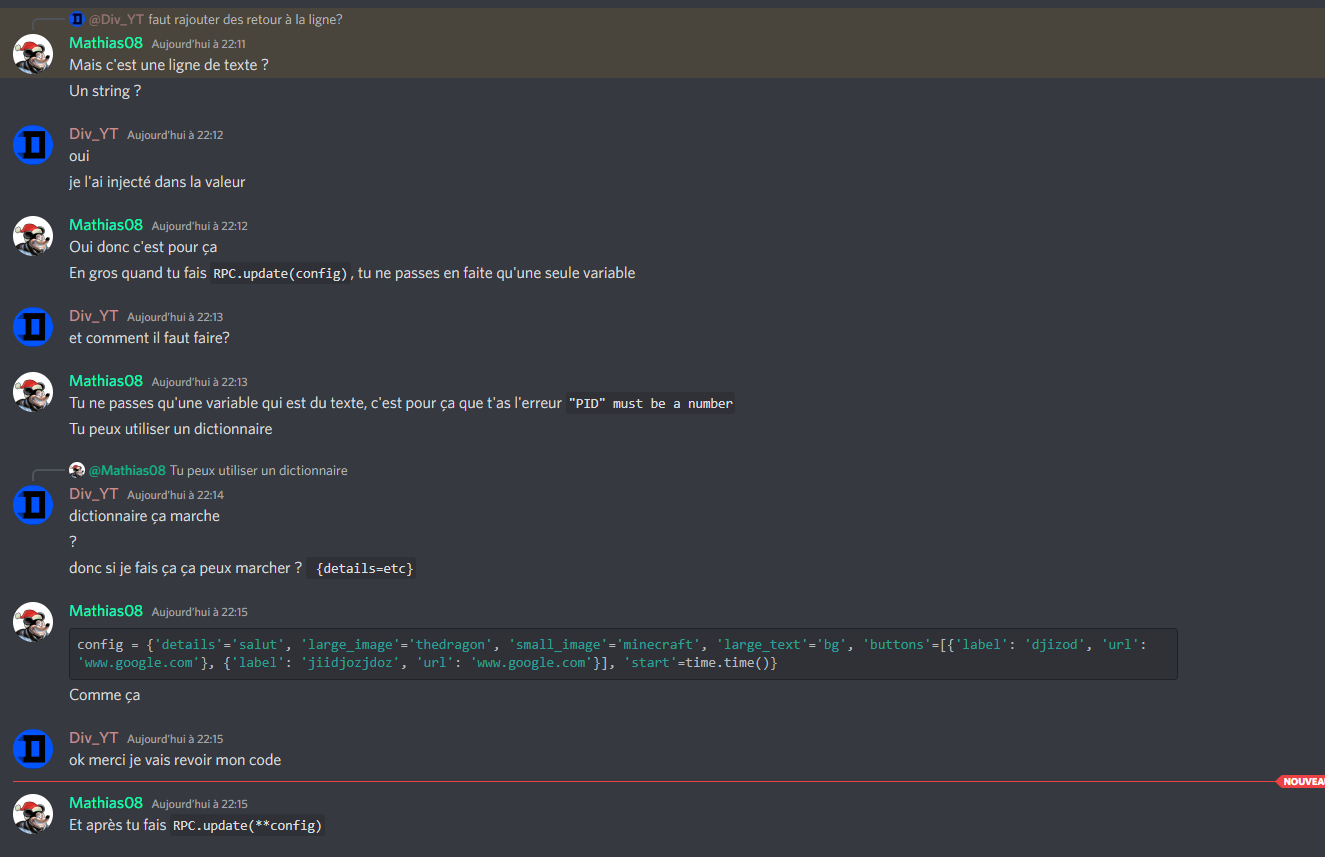 @Div_YT faut rajouter des retour à la ligne?
Mathias08 Aujourd'hui à 22:11
Mais c'est une ligne de texte ?
Un string ?
Div_YT Aujourd'hui à 22:12
oui
je l'ai injecté dans la valeur
Mathias08 Aujourd'hui à 22:12
Oui donc c'est pour ça
En gros quand tu fais RPC.update(config), tu ne passes en faite qu'une seule variable
Div_YT Aujourd'hui à 22:13
et comment il faut faire?
Mathias08 Aujourd'hui à 22:13
Tu ne passes qu'une variable qui est du texte, c'est pour ça que t'as l'erreur "PID" must be a number
Tu peux utiliser un dictionnaire
@Mathias08 Tu peux utiliser un dictionnaire
Div_YT Aujourd'hui à 22:14
dictionnaire ça marche
?
donc si je fais ça ça peux marcher ? {details=etc}
Mathias08 Aujourd'hui à 22:15
config = {'details'='salut', 'large_image'='thedragon', 'small_image'='minecraft', 'large_text'='bg', 'buttons'=[{'label': 'djizod', 'url':
'www.google.com'}, {'label': 'jiidjozjdoz', 'url': 'www.google.com'}], 'start'=time.time()}
Comme ça
Div_YT Aujourd'hui à 22:15
ok merci je vais revoir mon code
NOUVEA
Mathias08 Aujourd'hui à 22:15
Et après tu fais RPC.update(**config)